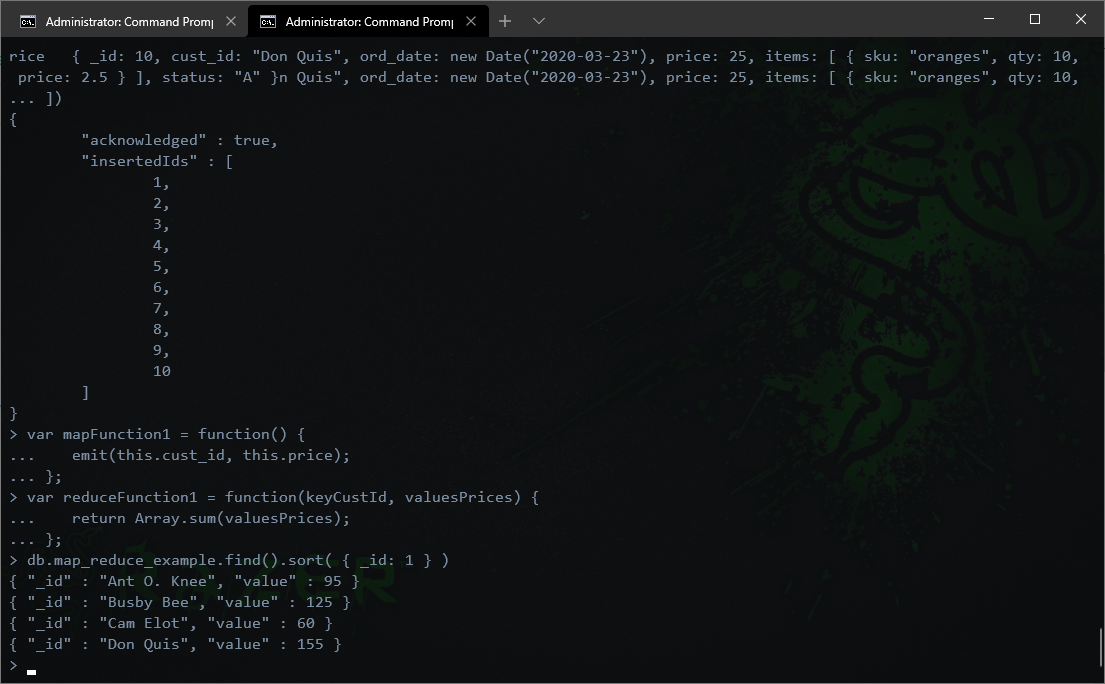 Administrator: Command Promp
Administrator: Command Promp
rice   { _id: 10, cust_id: "Don Quis", ord_date: new Date("2020-03-23"), price: 25, items: [ { sku: "oranges", qty: 10,
 price: 2.5 } ], status: "A" }n Quis", ord_date: new Date("2020-03-23"), price: 25, items: [ { sku: "oranges", qty: 10,
... ])
{
        "acknowledged" : true,
        "insertedIds" : [
                1,
                2,
                3,
                4,
                5,
                6,
                7,
                8,
                9,
                10
        ]
}
> var mapFunction1 = function() {
...    emit(this.cust_id, this.price);
... };
> var reduceFunction1 = function(keyCustId, valuesPrices) {
...    return Array.sum(valuesPrices);
... };
> db.map_reduce_example.find().sort( { _id: 1 } )
{ "_id" : "Ant O. Knee", "value" : 95 }
{ "_id" : "Busby Bee", "value" : 125 }
{ "_id" : "Cam Elot", "value" : 60 }
{ "_id" : "Don Quis", "value" : 155 }
>